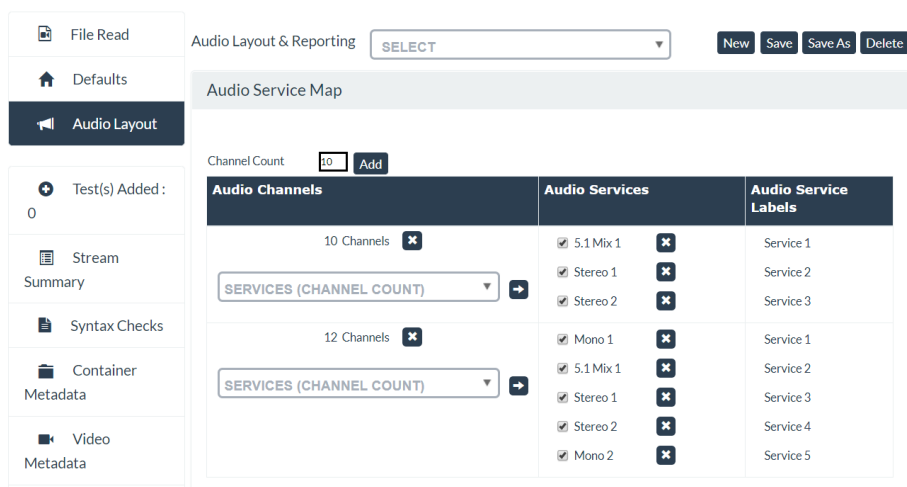 File Read
Defaults
Audio Layout
Test(s) Added :
0
Stream
Summary
Syntax Checks
Container
Metadata
Video
Metadata
Audio Layout & Reporting SELECT New Save Save As Delete
Audio Service Map
Channel Count 10 Add
Audio Channels Audio Services Audio Service
Labels
10 Channels
SERVICES (CHANNEL COUNT)
5.1 Mix 1 Service 1
Stereo 1 Service 2
Stereo 2 Service 3
12 Channels
SERVICES (CHANNEL COUNT)
Mono 1 Service 1
5.1 Mix 1 Service 2
Stereo 1 Service 3
Stereo 2 Service 4
Mono 2 Service 5